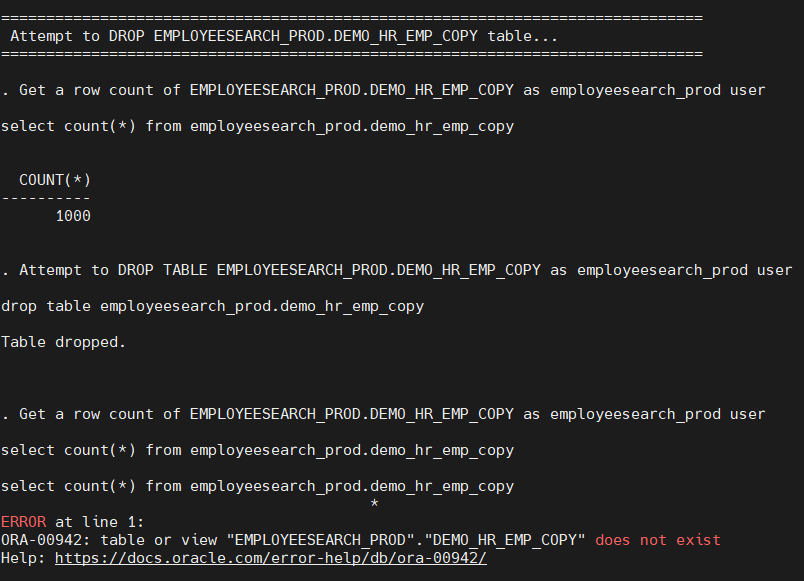 ==============================================================================
Attempt to DROP EMPLOYEESEARCH_PROD.DEMO_HR_EMP_COPY table...
==============================================================================
. Get a row count of EMPLOYEESEARCH_PROD.DEMO_HR_EMP_COPY as employeesearch_prod user
select count(*) from employeesearch_prod.demo_hr_emp_copy
COUNT(*)
----------
1000
. Attempt to DROP TABLE EMPLOYEESEARCH_PROD.DEMO_HR_EMP_COPY as employeesearch_prod user
drop table employeesearch_prod.demo_hr_emp_copy
Table dropped.
. Get a row count of EMPLOYEESEARCH_PROD.DEMO_HR_EMP_COPY as employeesearch_prod user
select count(*) from employeesearch_prod.demo_hr_emp_copy
select count(*) from employeesearch_prod.demo_hr_emp_copy
*
ERROR at line 1:
ORA-00942: table or view "EMPLOYEESEARCH_PROD"."DEMO_HR_EMP_COPY" does not exist
Help: https://docs.oracle.com/error-help/db/ora-00942/